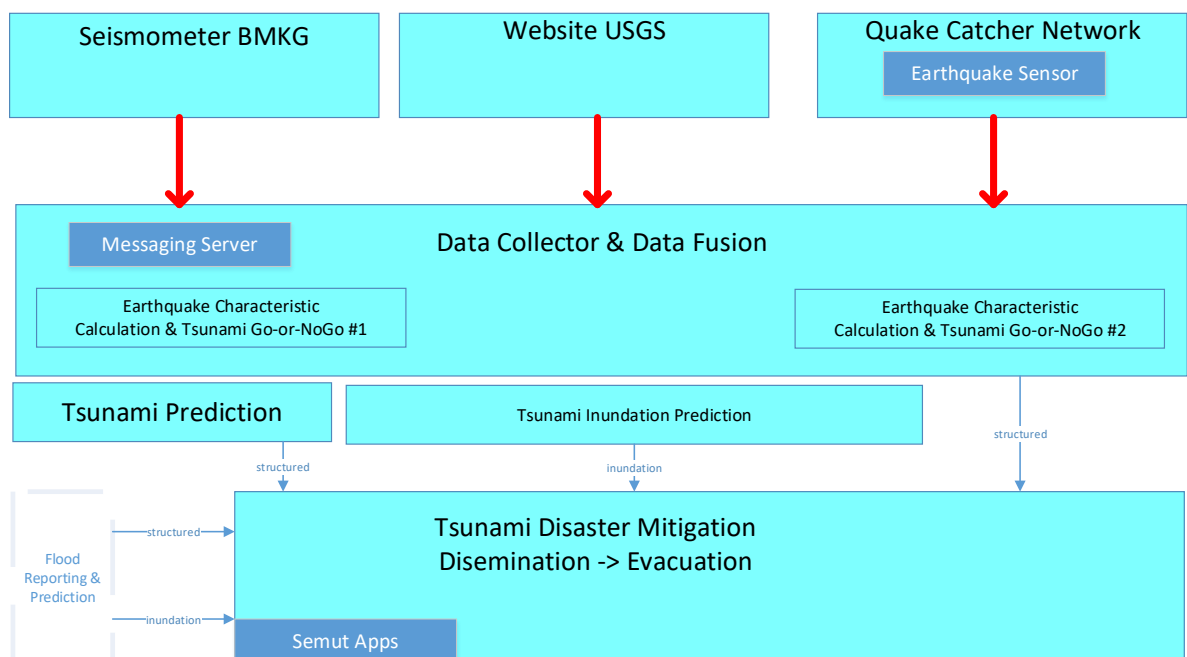 Seismometer BMKG
Website USGS
Quake Catcher Network
Earthquake Sensor
Messaging Server
Data Collector & Data Fusion
Earthquake Characteristic
Calculation & Tsunami Go-or-NoGo #1
Earthquake Characteristic
Calculation & Tsunami Go-or-NoGo #2
Tsunami Prediction
Tsunami Inundation Prediction
structured
structured
inundation
Tsunami Disaster Mitigation
Disemination -> Evacuation
structured
Flood
Reporting &
Prediction
inundation
Semut Apps